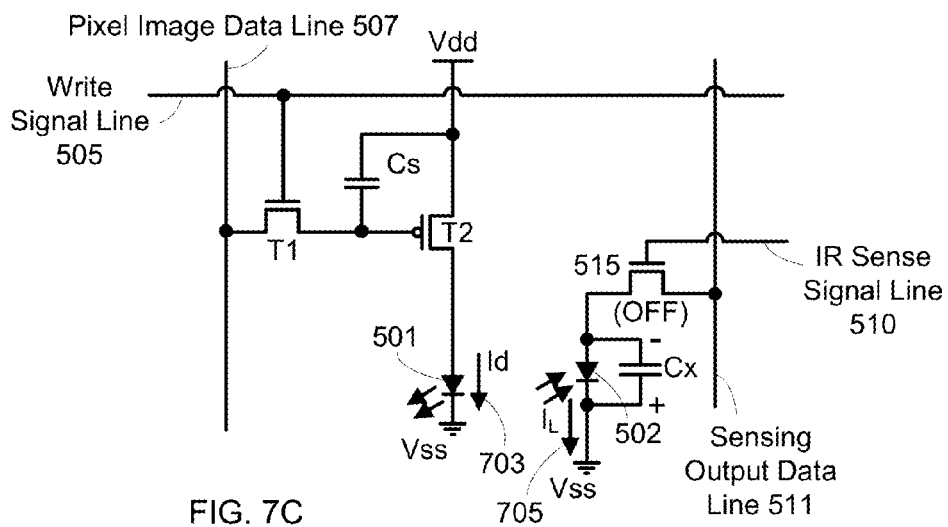 Pixel Image Data Line 507
Vdd
Write
Signal Line
505
Cs
T1
T2
515
(OFF)
IR Sense
Signal Line
510
501
Id
-
Cx
+
IL
502
Vss
703
Vss
705
Sensing
Output Data
Line 511
FIG. 7C